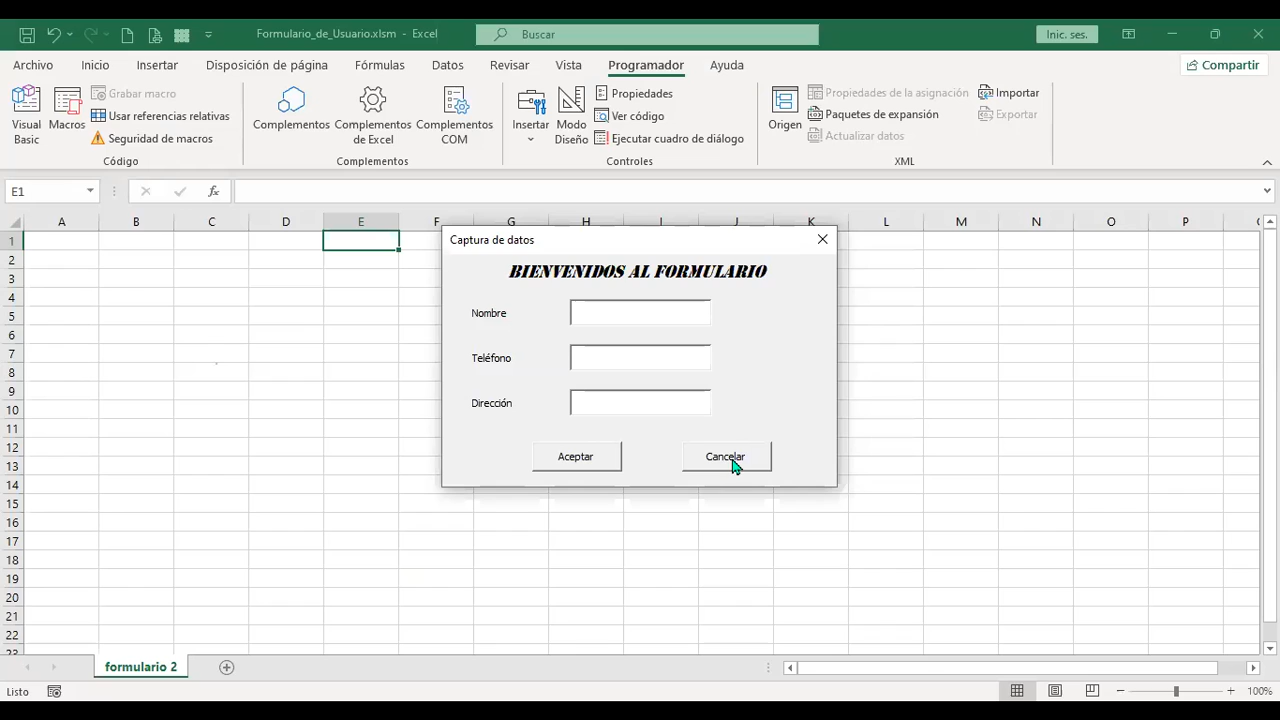 Formulario_de_Usuario.xlsm - Excel
Buscar
Inic. ses.
Archivo Inicio Insertar Disposición de página Fórmulas Datos Revisar Vista Programador Ayuda Compartir
Visual Basic
Macros
Grabar macro
Usar referencias relativas
Seguridad de macros
Código
Complementos
Complementos de Excel
Complementos COM
Complementos
Insertar
Modo Diseño
Propiedades
Ver código
Ejecutar cuadro de diálogo
Controles
Origen
Propiedades de la asignación
Paquetes de expansión
Actualizar datos
Importar
Exportar
XML
E1
fx
A B C D E F G H I J K L M N O P
1
2
3
4
5
6
7
8
9
10
11
12
13
14
15
16
17
18
19
20
21
22
23
Captura de datos
BIENVENIDOS AL FORMULARIO
Nombre
Teléfono
Dirección
Aceptar Cancelar
formulario 2
Listo
100%